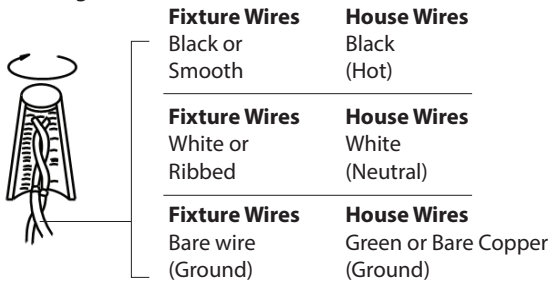 Fixture Wires House Wires
Black or Black
Smooth (Hot)
Fixture Wires House Wires
White or White
Ribbed (Neutral)
Fixture Wires House Wires
Bare wire Green or Bare Copper
(Ground) (Ground)